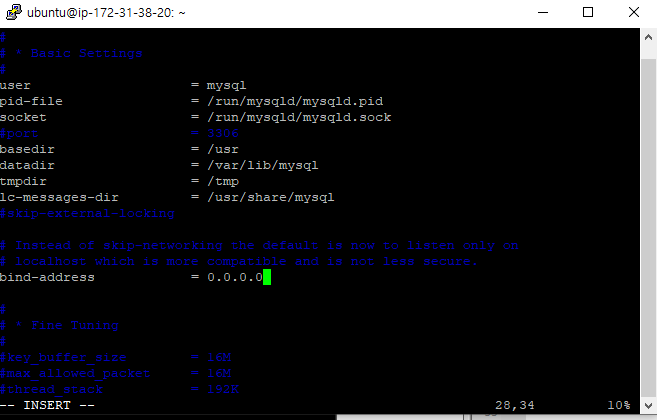 ubuntu@ip-172-31-38-20: ~
#
# * Basic Settings
#
user = mysql
pid-file = /run/mysqld/mysqld.pid
socket = /run/mysqld/mysqld.sock
#port = 3306
basedir = /usr
datadir = /var/lib/mysql
tmpdir = /tmp
lc-messages-dir = /usr/share/mysql
#skip-external-locking
# Instead of skip-networking the default is now to listen only on
# localhost which is more compatible and is not less secure.
bind-address = 0.0.0.0
#
# * Fine Tuning
#
#key_buffer_size = 16M
#max_allowed_packet = 16M
#thread_stack = 192K
-- INSERT -- 28,34 10%